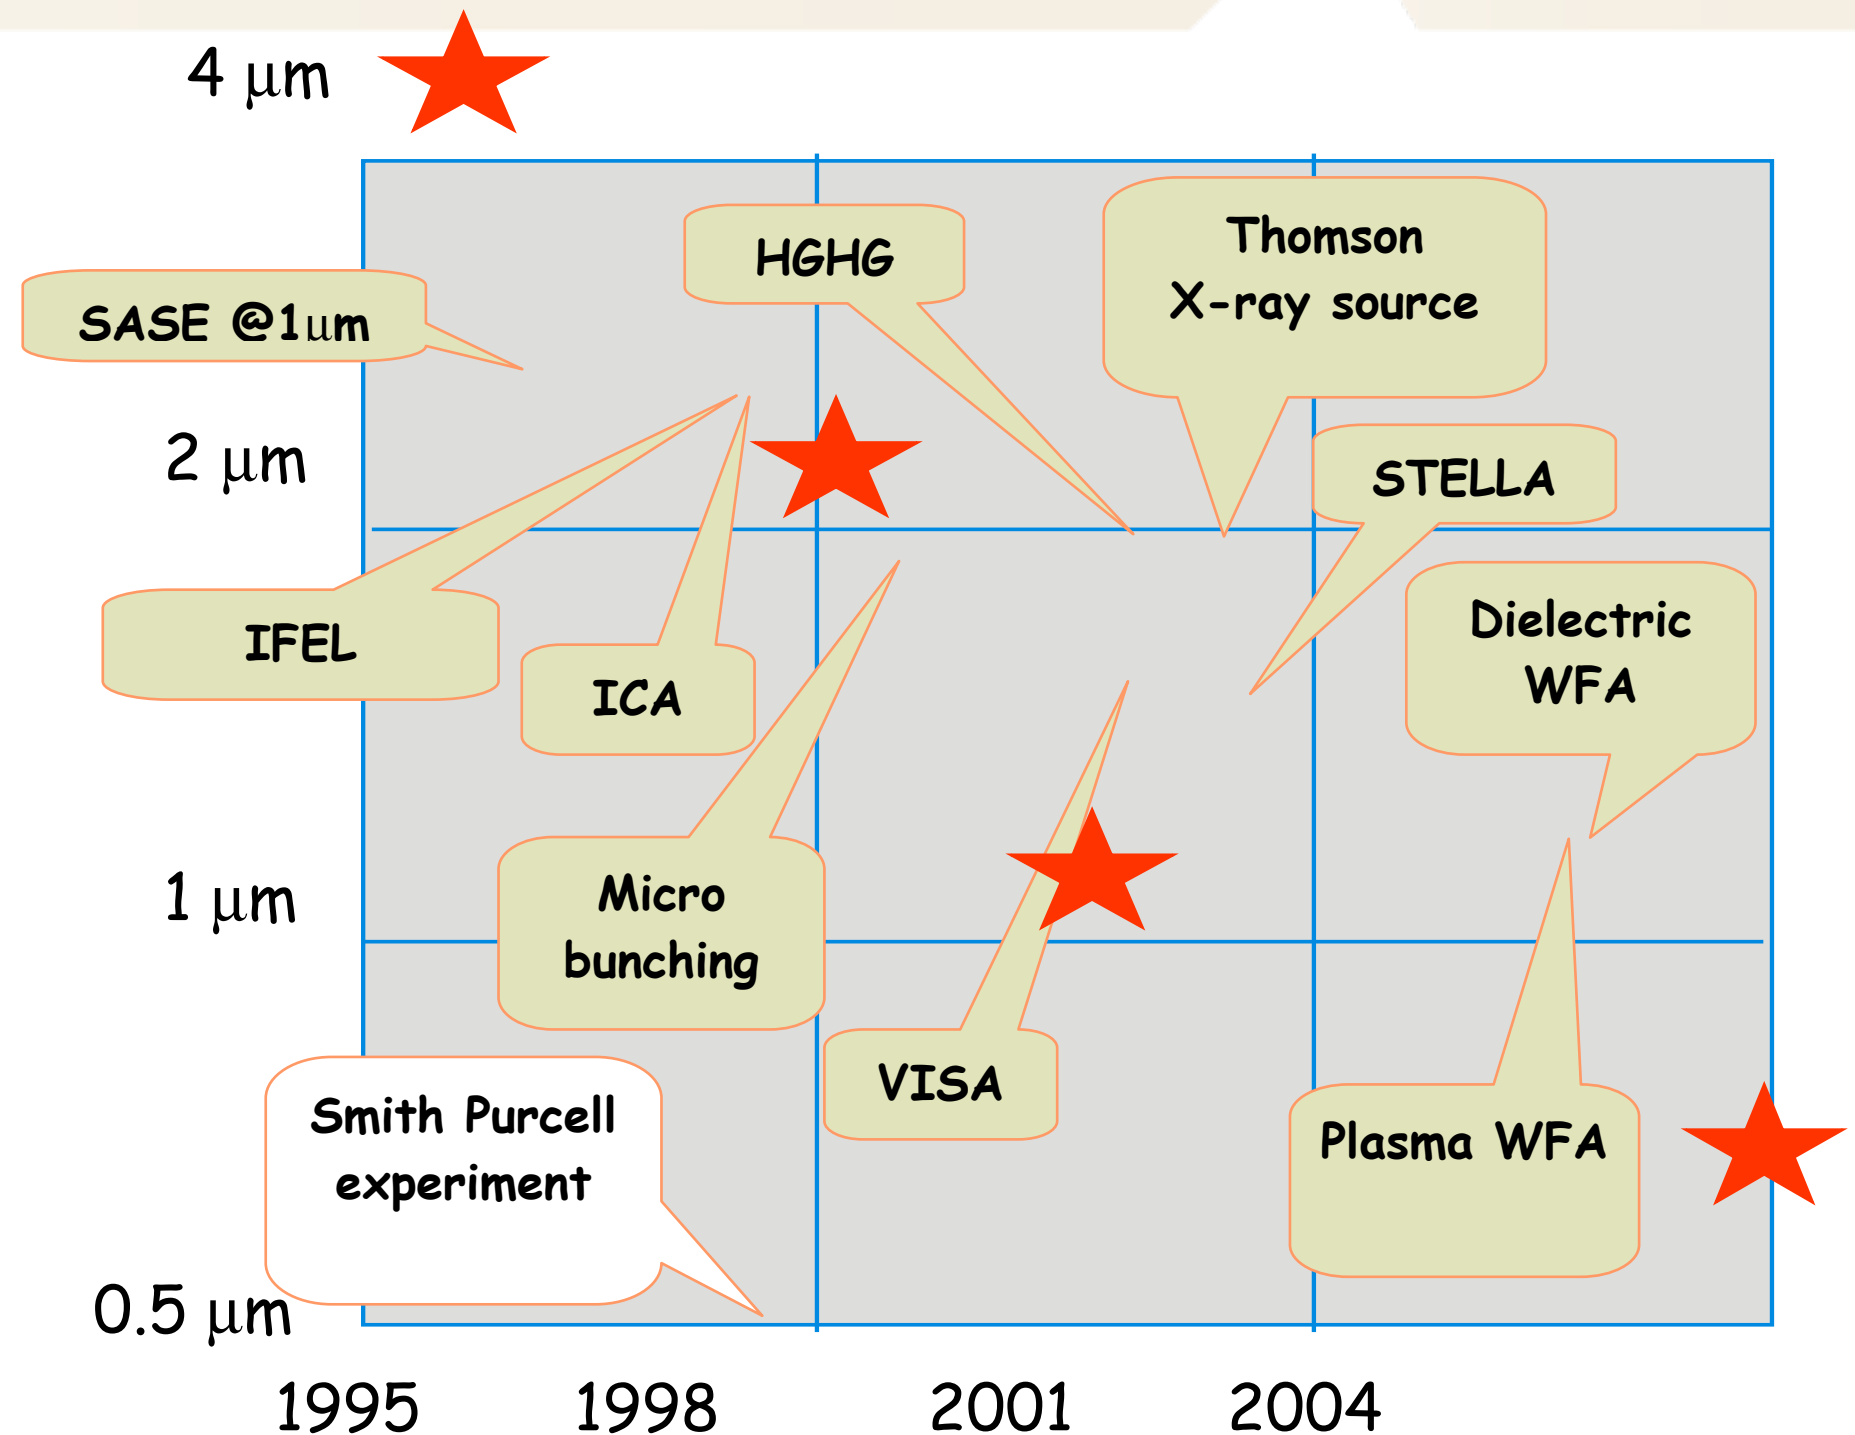 4 μm
HGHG
Thomson
X-ray source
SASE @1μm
2 μm
STELLA
IFEL
ICA
Dielectric
WFA
1 μm
Micro
bunching
VISA
Smith Purcell
experiment
Plasma WFA
0.5 μm
1995
1998
2001
2004